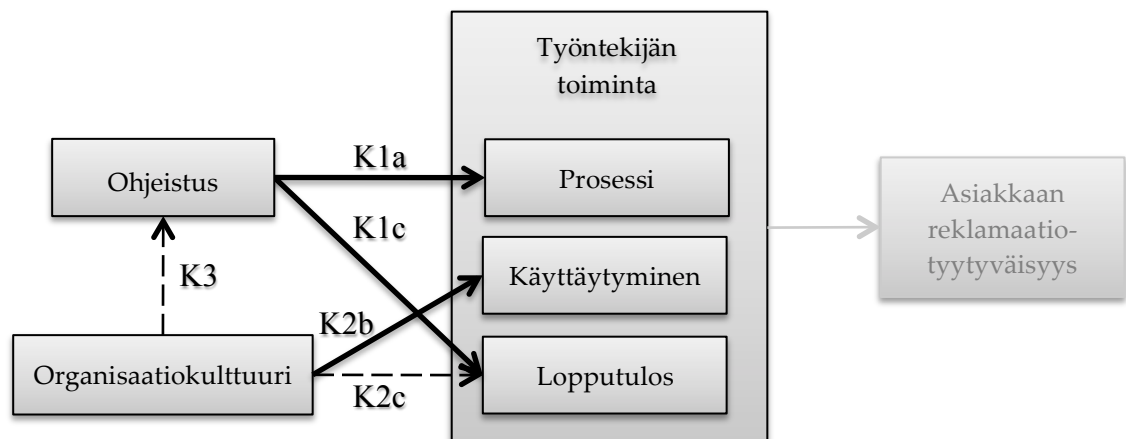 Työntekijän
toiminta
Ohjeistus
K1a
Prosessi
K1c
Asiakkaan
reklamaatio-
tyytyväisyys
K3
Käyttäytyminen
K2b
Organisaatiokulttuuri
K2c
Lopputulos